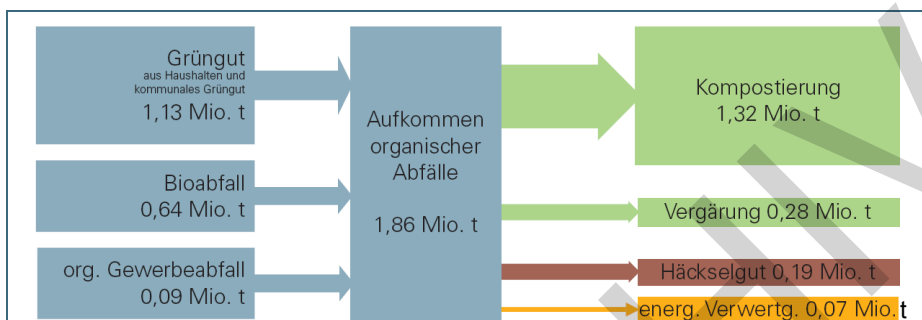 Grüngut
aus Haushalten und
kommunales Grüngut
1,13 Mio. t
Bioabfall
0,64 Mio. t
org. Gewerbeabfall
0,09 Mio. t
Aufkommen
organischer
Abfälle
1,86 Mio. t
Kompostierung
1,32 Mio. t
Vergärung 0,28 Mio. t
Häckselgut 0,19 Mio. t
energ. Verwertg. 0,07 Mio. t